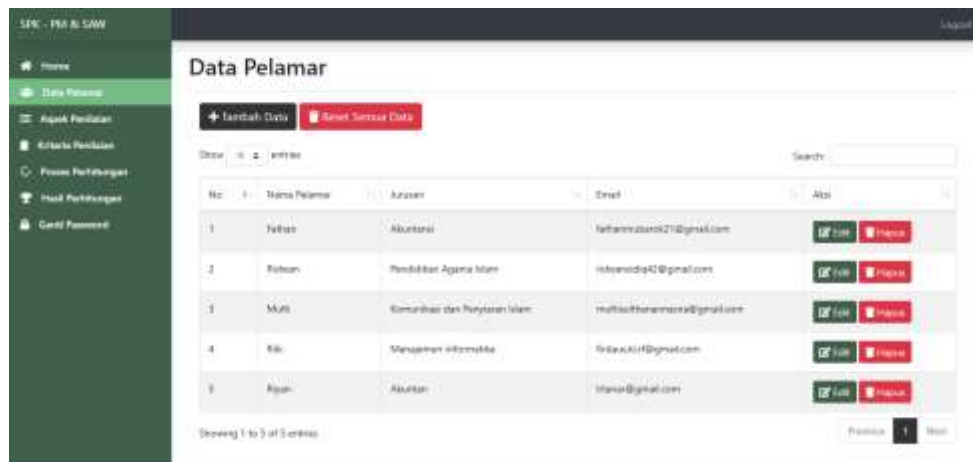 SPK - PM & SAW
Logout
Home
Data Pelamar
Aspek Penilaian
Kriteria Penilaian
Proses Perhitungan
Hasil Perhitungan
Ganti Password
Data Pelamar
Tambah Data Reset Semua Data
Show entries Search:
No Nama Pelamar Jurusan Email Aksi
1 Fathan Akuntansi Edit Hapus
2 Ridwan Pendidikan Agama Islam Edit Hapus
3 Mufti Komunikasi dan Penyiaran Islam Edit Hapus
4 Manajemen Informatika Edit Hapus
5 Akuntan Edit Hapus
Showing 1 to 5 of 5 entries
Previous 1 Next